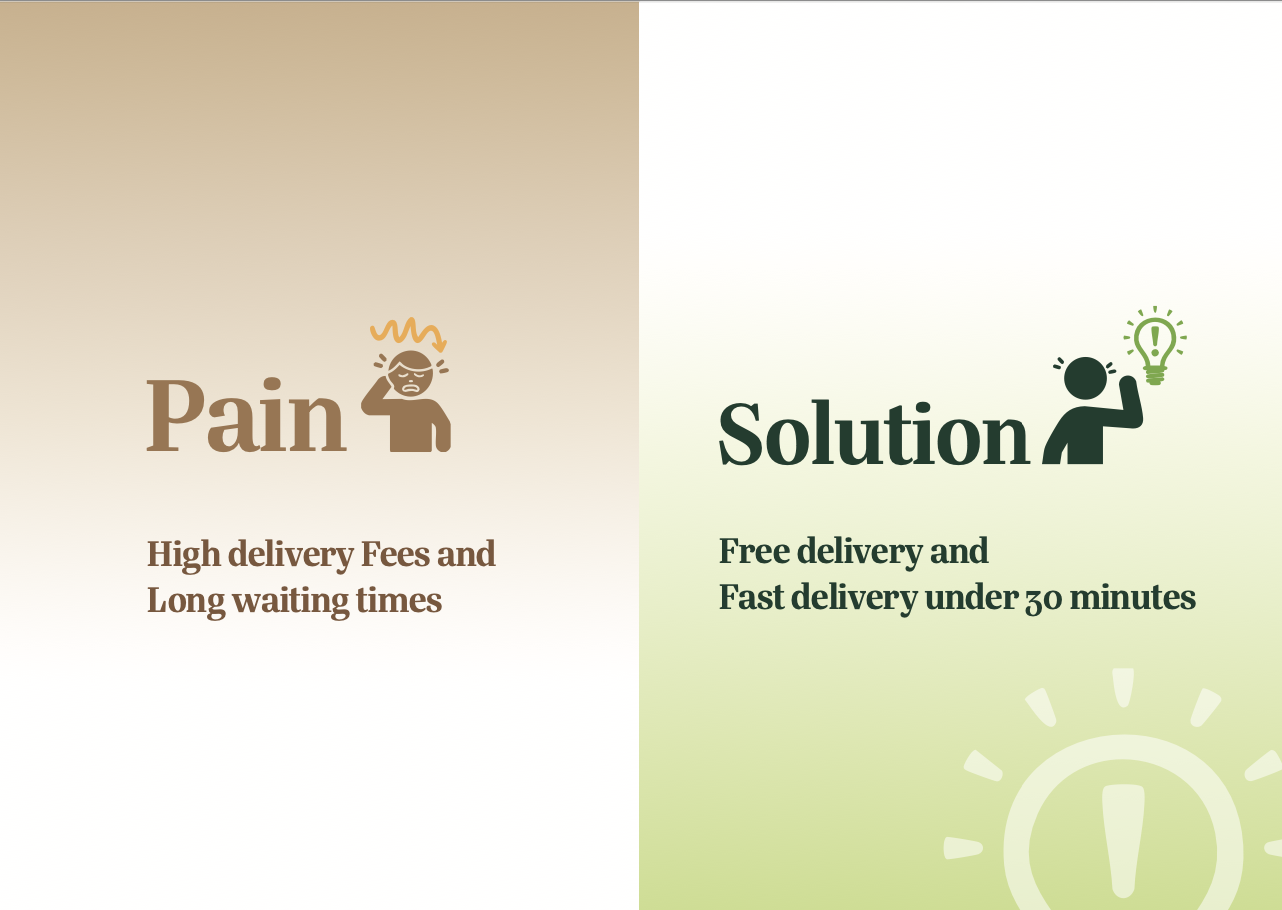 Pain
High delivery Fees and
Long waiting times
Solution
Free delivery and
Fast delivery under 30 minutes